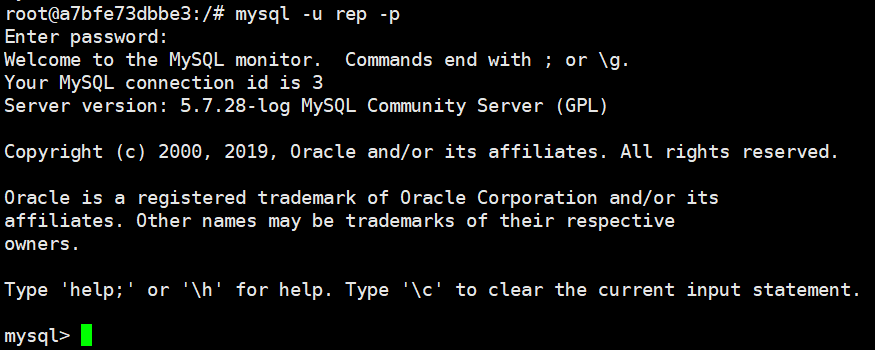 root@a7bfe73dbbe3:/# mysql -u rep -p
Enter password:
Welcome to the MySQL monitor.  Commands end with ; or \g.
Your MySQL connection id is 3
Server version: 5.7.28-log MySQL Community Server (GPL)
Copyright (c) 2000, 2019, Oracle and/or its affiliates. All rights reserved.
Oracle is a registered trademark of Oracle Corporation and/or its
affiliates. Other names may be trademarks of their respective
owners.
Type 'help;' or '\h' for help. Type '\c' to clear the current input statement.
mysql>